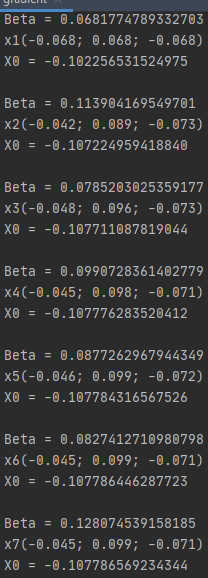 gradient
Beta = 0.0681774789332703
x1(-0.068; 0.068; -0.068)
X0 = -0.102256531524975
Beta = 0.113904169549701
x2(-0.042; 0.089; -0.073)
X0 = -0.107224959418840
Beta = 0.0785203025359177
x3(-0.048; 0.096; -0.073)
X0 = -0.107711087819044
Beta = 0.0990728361402779
x4(-0.045; 0.098; -0.071)
X0 = -0.107776283520412
Beta = 0.0877262967944349
x5(-0.046; 0.099; -0.072)
X0 = -0.107784316567526
Beta = 0.0827412710980798
x6(-0.045; 0.099; -0.071)
X0 = -0.107786446287723
Beta = 0.128074539158185
x7(-0.045; 0.099; -0.071)
X0 = -0.107786569234344